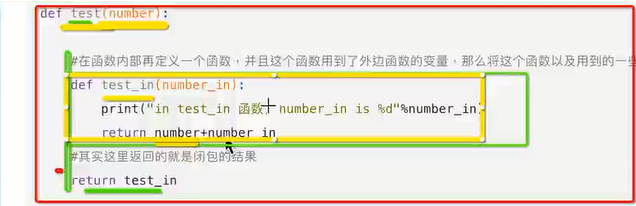 def test(number):
#在函数内部再定义一个函数，并且这个函数用到了外边函数的变量，那么将这个函数以及用到的一些
def test_in(number_in):
print("in test_in 函数, number_in is %d"%number_in)
return number+number_in
#其实这里返回的就是闭包的结果
return test_in